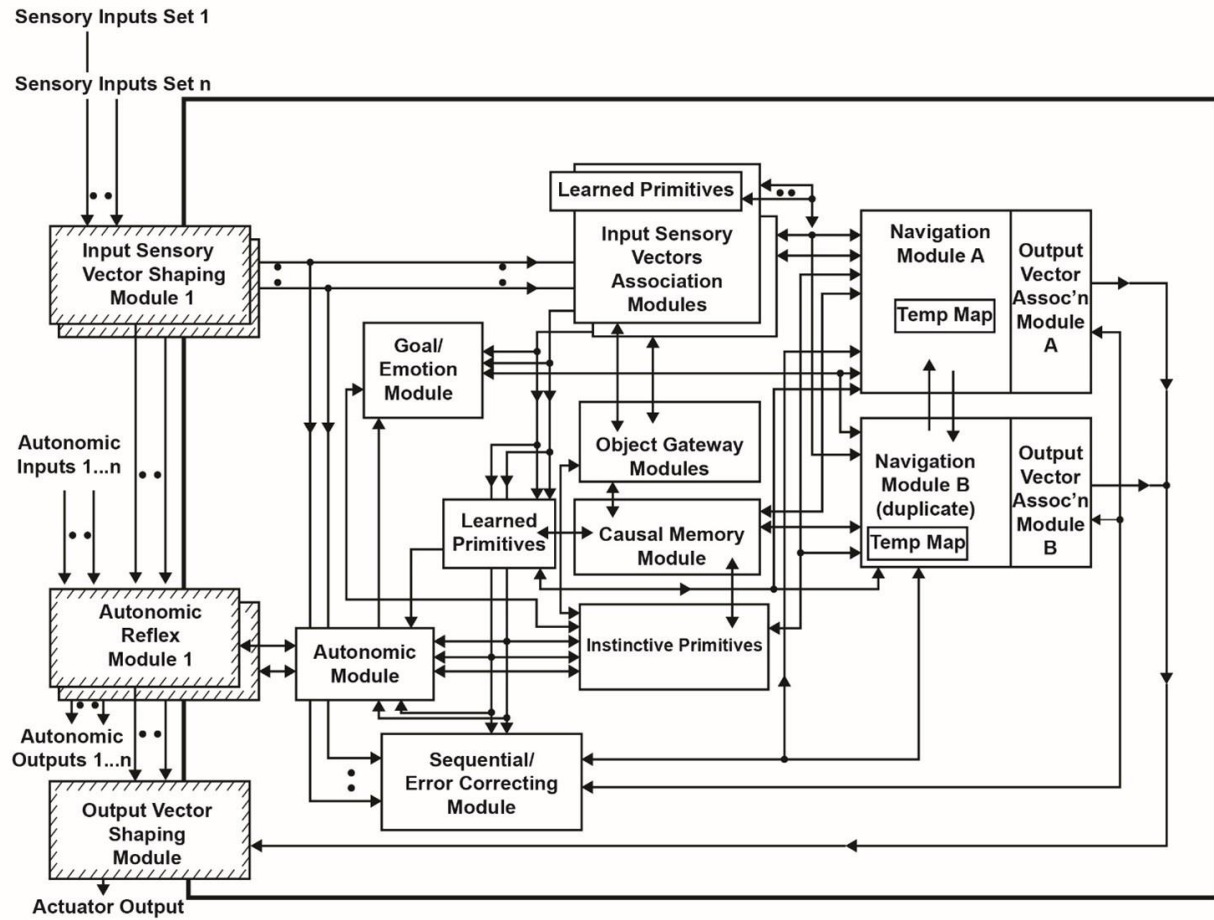 Sensory Inputs Set 1
Sensory Inputs Set n
Input Sensory
Vector Shaping
Module 1
Learned Primitives
Input Sensory
Vectors
Association
Modules
Navigation
Module A
Temp Map
Output
Vector
Assoc'n
Module
A
Goal/
Emotion
Module
Object Gateway
Modules
Navigation
Module B
(duplicate)
Temp Map
Output
Vector
Assoc'n
Module
B
Autonomic
Inputs 1...n
Learned
Primitives
Causal Memory
Module
Autonomic
Reflex
Module 1
Autonomic
Module
Instinctive Primitives
Autonomic
Outputs 1...n
Sequential/
Error Correcting
Module
Output Vector
Shaping
Module
Actuator Output